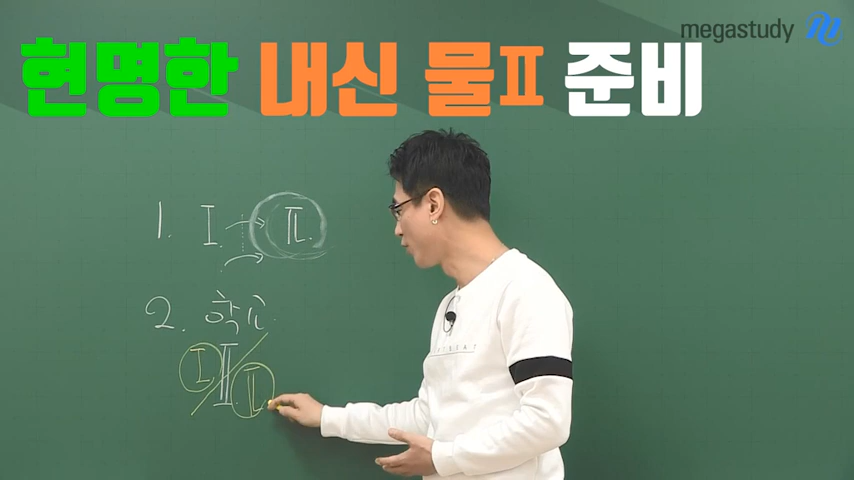 megastudy
현명한 내신 물Ⅱ 준비
1. Ⅰ. → Ⅱ.
2. 학교.
Ⅰ / Ⅱ / Ⅱ